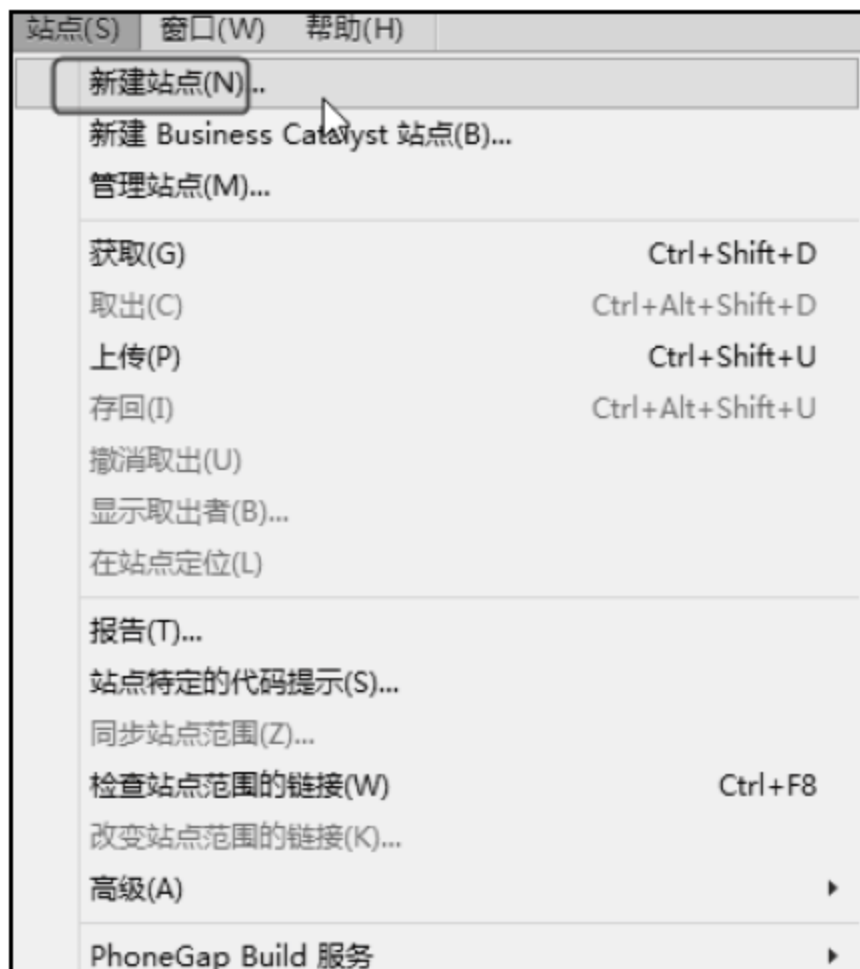 站点(S) 窗口(W) 帮助(H)
新建站点(N)...
新建 Business Catalyst 站点(B)...
管理站点(M)...
获取(G) Ctrl+Shift+D
取出(C) Ctrl+Alt+Shift+D
上传(P) Ctrl+Shift+U
存回(I) Ctrl+Alt+Shift+U
撤消取出(U)
显示取出者(B)...
在站点定位(L)
报告(T)...
站点特定的代码提示(S)...
同步站点范围(Z)...
检查站点范围的链接(W) Ctrl+F8
改变站点范围的链接(K)...
高级(A)
PhoneGap Build 服务